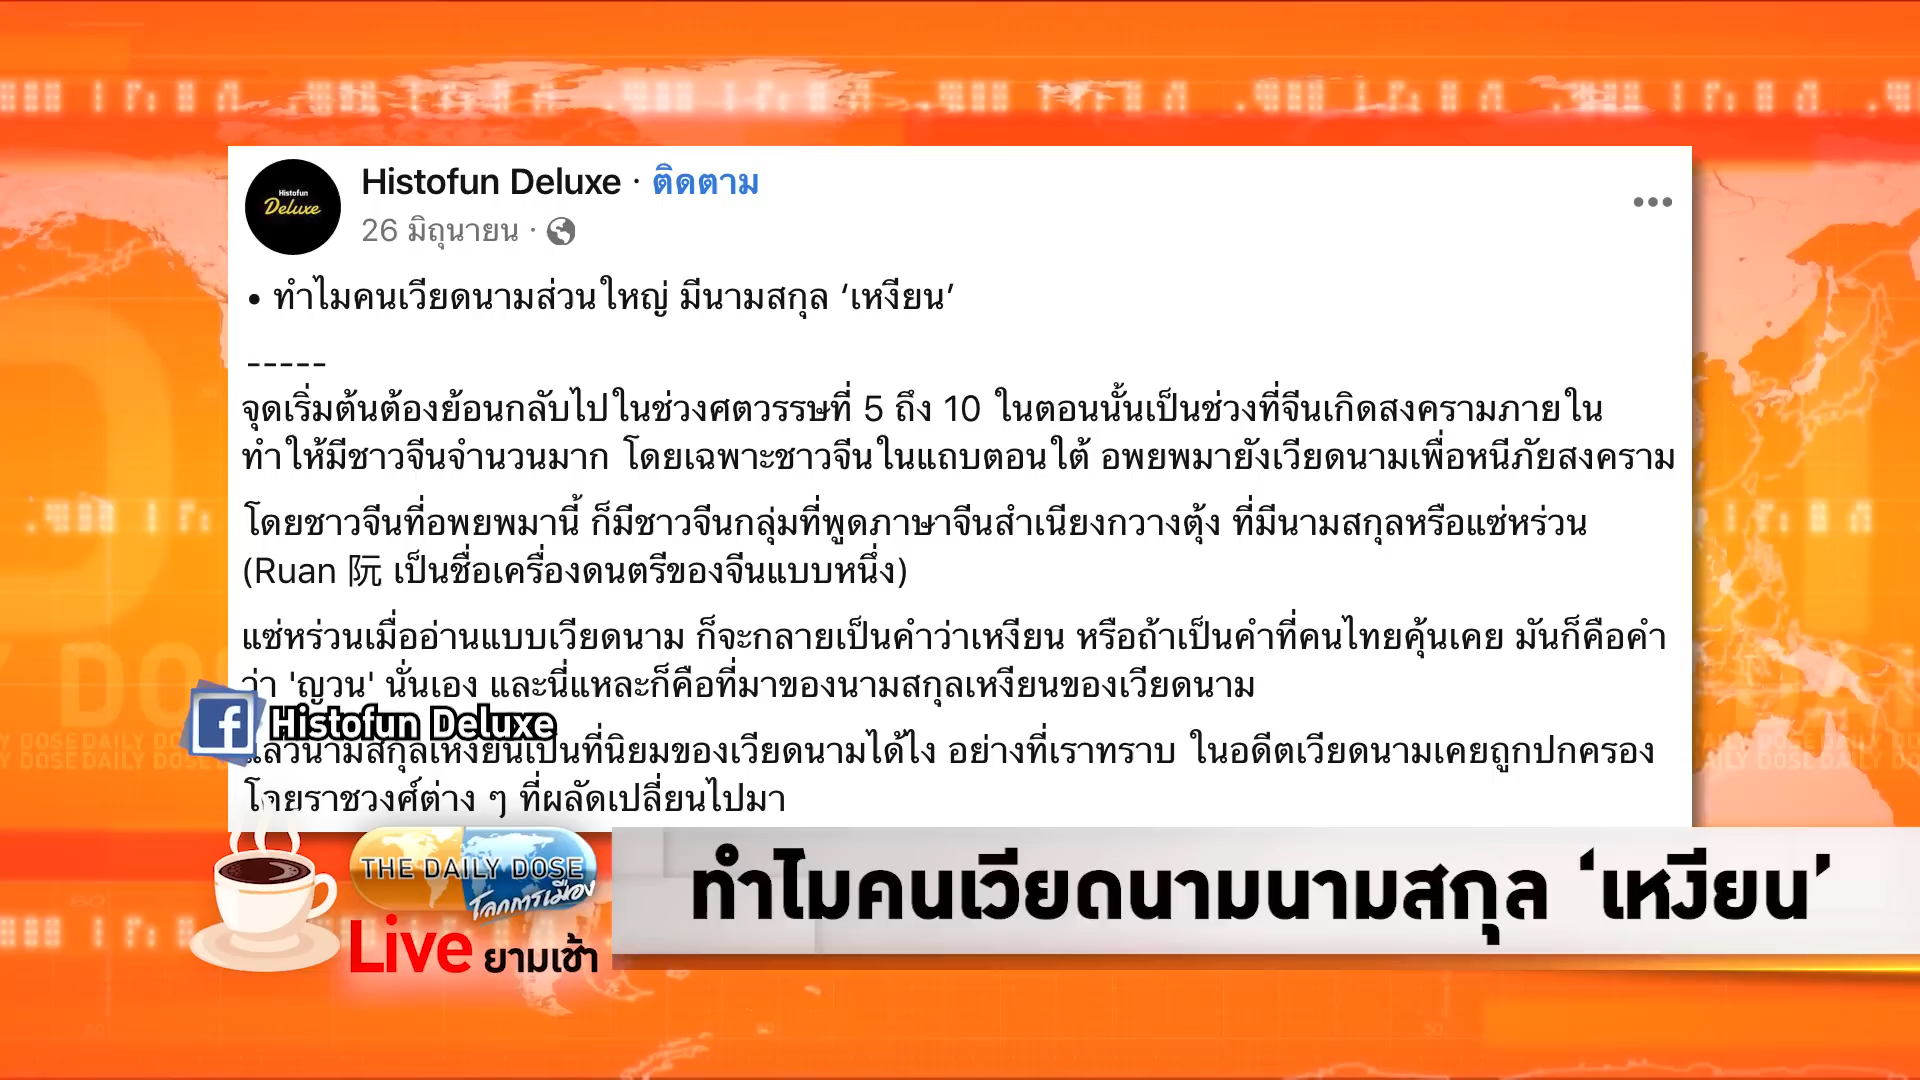 Histofun Deluxe · ติดตาม
26 มิถุนายน ·
Histofun
Deluxe
• ทำไมคนเวียดนามส่วนใหญ่ มีนามสกุล ‘เหงียน’
-----
จุดเริ่มต้นต้องย้อนกลับไปในช่วงศตวรรษที่ 5 ถึง 10 ในตอนนั้นเป็นช่วงที่จีนเกิดสงครามภายใน
ทำให้มีชาวจีนจำนวนมาก โดยเฉพาะชาวจีนในแถบตอนใต้ อพยพมายังเวียดนามเพื่อหนีภัยสงคราม
โดยชาวจีนที่อพยพมานี้ ก็มีชาวจีนกลุ่มที่พูดภาษาจีนสำเนียงกวางตุ้ง ที่มีนามสกุลหรือแซ่หร่วน
(Ruan 阮 เป็นชื่อเครื่องดนตรีของจีนแบบหนึ่ง)
แซ่หร่วนเมื่ออ่านแบบเวียดนาม ก็จะกลายเป็นคำว่าเหงียน หรือถ้าเป็นคำที่คนไทยคุ้นเคย มันก็คือคำ
ว่า 'ญวน' นั่นเอง และนี่แหละก็คือที่มาของนามสกุลเหงียนของเวียดนาม
Histofun Deluxe
แล้วนามสกุลเหงียนเป็นที่นิยมของเวียดนามได้ไง อย่างที่เราทราบ ในอดีตเวียดนามเคยถูกปกครอง
โดยราชวงศ์ต่าง ๆ ที่ผลัดเปลี่ยนไปมา
THE DAILY DOSE
โลกการเมือง
Live ยามเช้า
ทำไมคนเวียดนามนามสกุล ‘เหงียน’